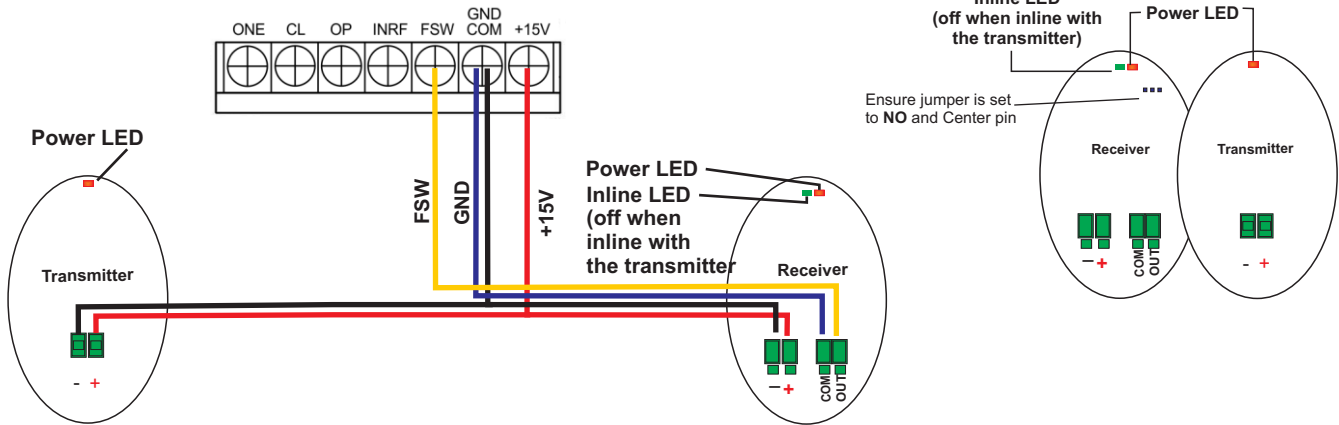 ONE CL OP INRF FSW GND COM +15V
Power LED
FSW
GND
+15V
Transmitter
- +
Power LED
Inline LED
(off when
inline with
the transmitter
Receiver
– +
COM
OUT
Inline LED
(off when inline with
the transmitter)
Power LED
Ensure jumper is set
to NO and Center pin
Receiver
Transmitter
– +
COM
OUT
- +